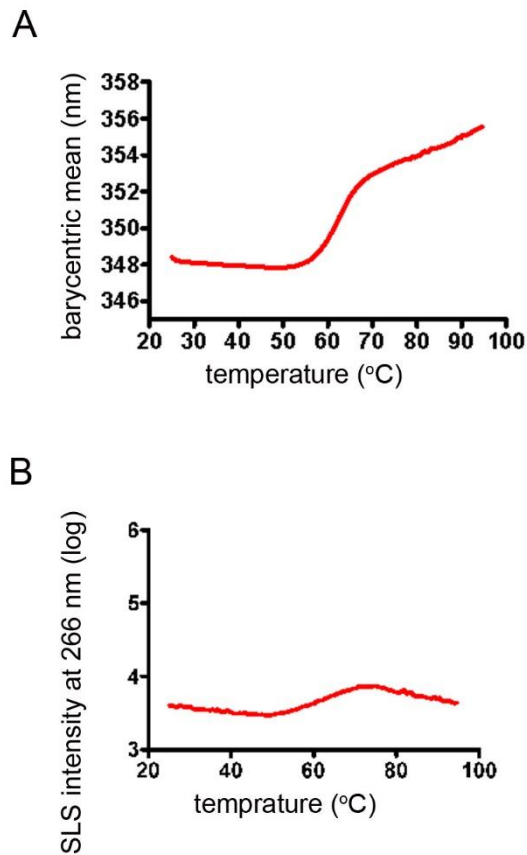 A
barycentric mean (nm)
358
356
354
352
350
348
346
20 30 40 50 60 70 80 90 100
temperature (°C)
B
SLS intensity at 266 nm (log)
6
5
4
3
20 40 60 80 100
temprature (°C)